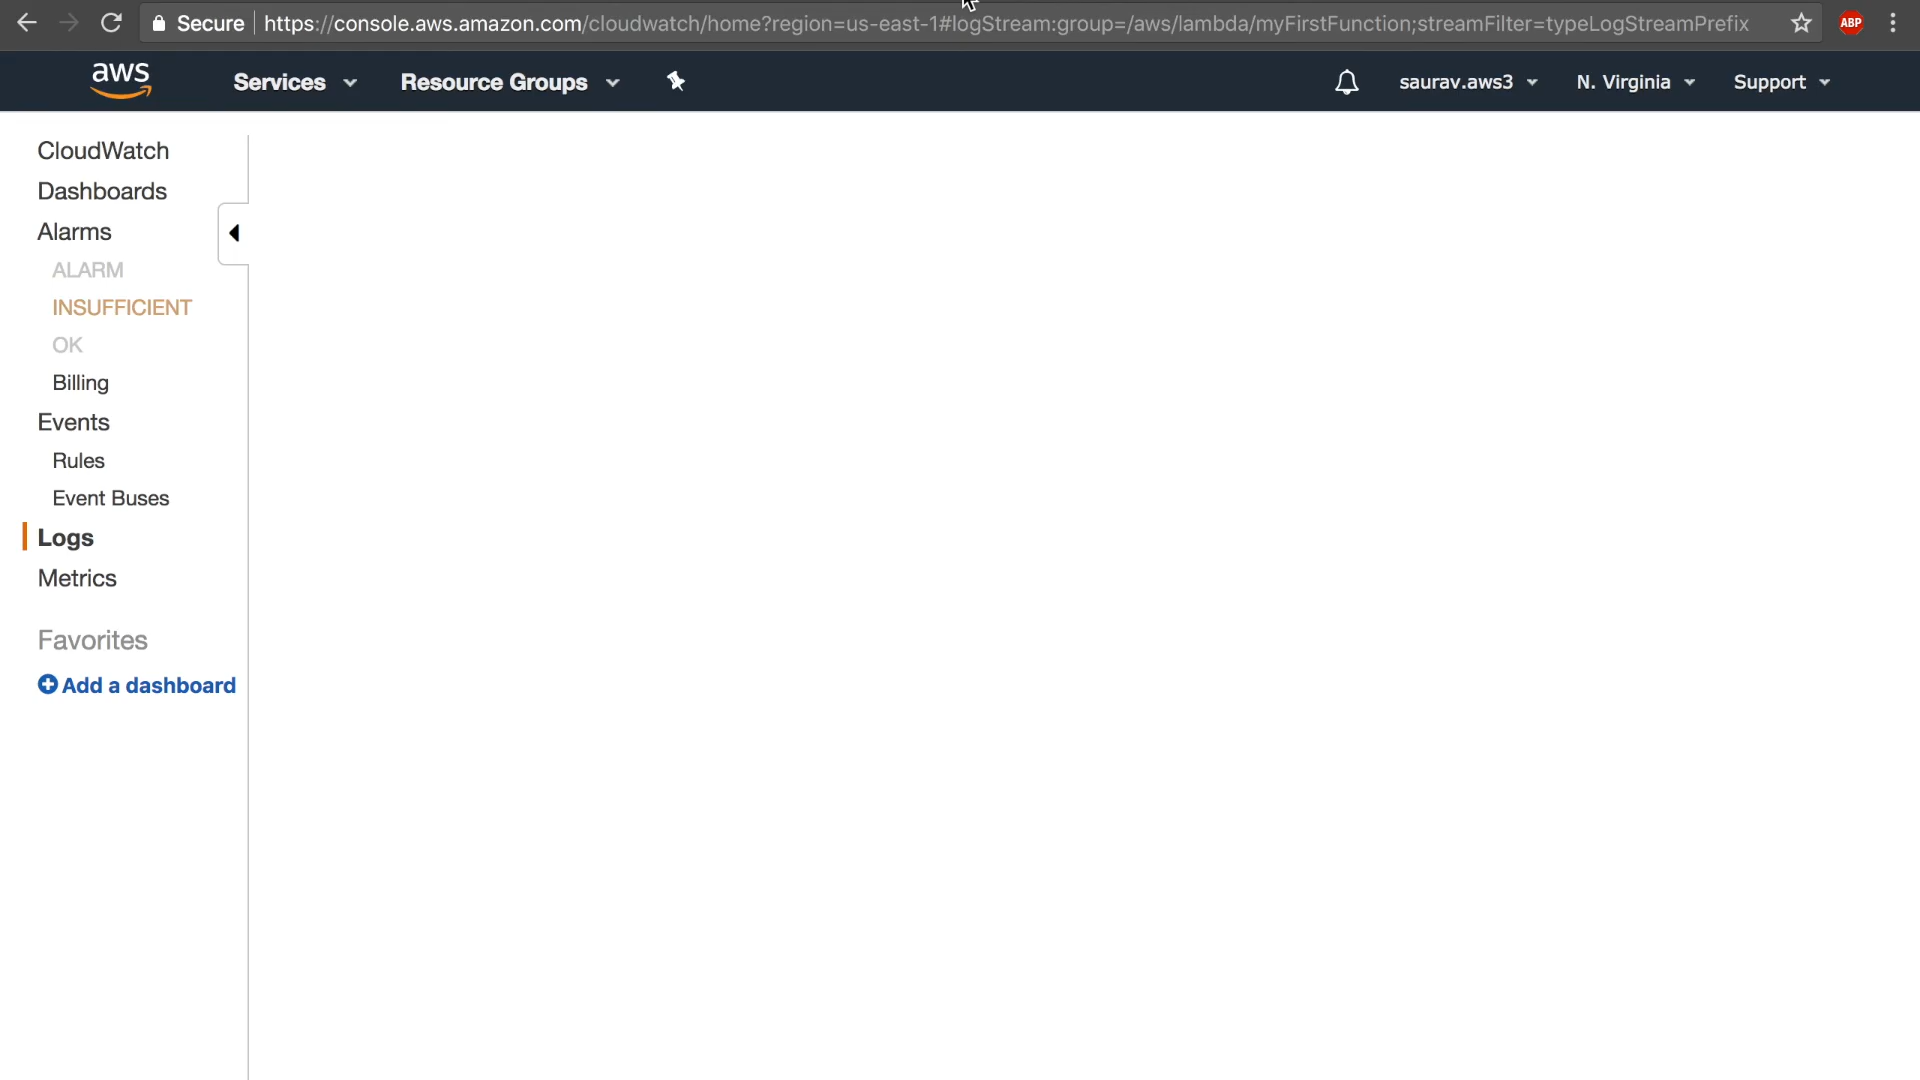 Secure https://console.aws.amazon.com/cloudwatch/home?region=us-east-1#logStream:group=/aws/lambda/myFirstFunction;streamFilter=typeLogStreamPrefix ABP
aws Services Resource Groups saurav.aws3 N. Virginia Support
CloudWatch
Dashboards
Alarms
ALARM
INSUFFICIENT
OK
Billing
Events
Rules
Event Buses
Logs
Metrics
Favorites
Add a dashboard